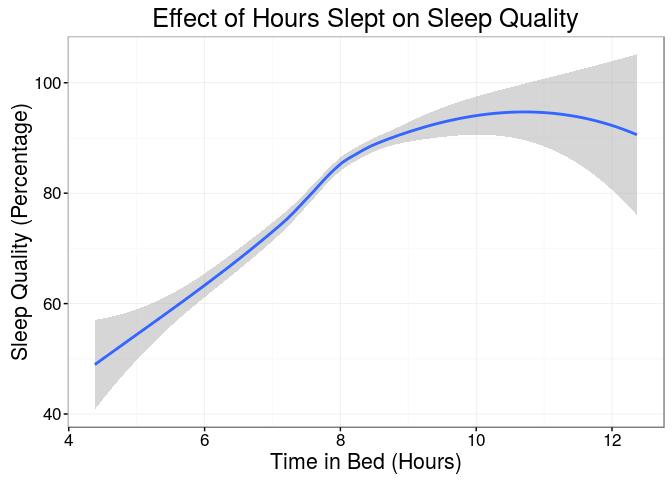 Effect of Hours Slept on Sleep Quality
Sleep Quality (Percentage)
100
80
60
40
4 6 8 10 12
Time in Bed (Hours)